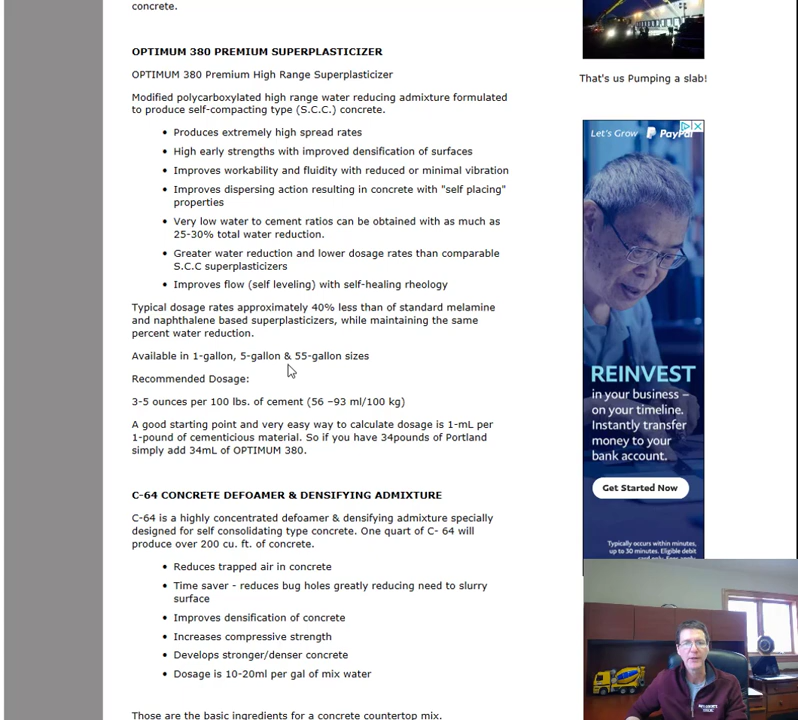 concrete.
OPTIMUM 380 PREMIUM SUPERPLASTICIZER
OPTIMUM 380 Premium High Range Superplasticizer
Modified polycarboxylated high range water reducing admixture formulated
to produce self-compacting type (S.C.C.) concrete.
• Produces extremely high spread rates
• High early strengths with improved densification of surfaces
• Improves workability and fluidity with reduced or minimal vibration
• Improves dispersing action resulting in concrete with "self placing"
properties
• Very low water to cement ratios can be obtained with as much as
25-30% total water reduction.
• Greater water reduction and lower dosage rates than comparable
S.C.C superplasticizers
• Improves flow (self leveling) with self-healing rheology
Typical dosage rates approximately 40% less than of standard melamine
and naphthalene based superplasticizers, while maintaining the same
percent water reduction.
Available in 1-gallon, 5-gallon & 55-gallon sizes
Recommended Dosage:
3-5 ounces per 100 lbs. of cement (56 –93 ml/100 kg)
A good starting point and very easy way to calculate dosage is 1-mL per
1-pound of cementicious material. So if you have 34pounds of Portland
simply add 34mL of OPTIMUM 380.
C-64 CONCRETE DEFOAMER & DENSIFYING ADMIXTURE
C-64 is a highly concentrated defoamer & densifying admixture specially
designed for self consolidating type concrete. One quart of C- 64 will
produce over 200 cu. ft. of concrete.
• Reduces trapped air in concrete
• Time saver - reduces bug holes greatly reducing need to slurry
surface
• Improves densification of concrete
• Increases compressive strength
• Develops stronger/denser concrete
• Dosage is 10-20ml per gal of mix water
Those are the basic ingredients for a concrete countertop mix.
That's us Pumping a slab!
Let's Grow PayPal
REINVEST
in your business –
on your timeline.
Instantly transfer
money to your
bank account.
Get Started Now
Typically occurs within minutes,
up to 30 minutes. Eligible debit